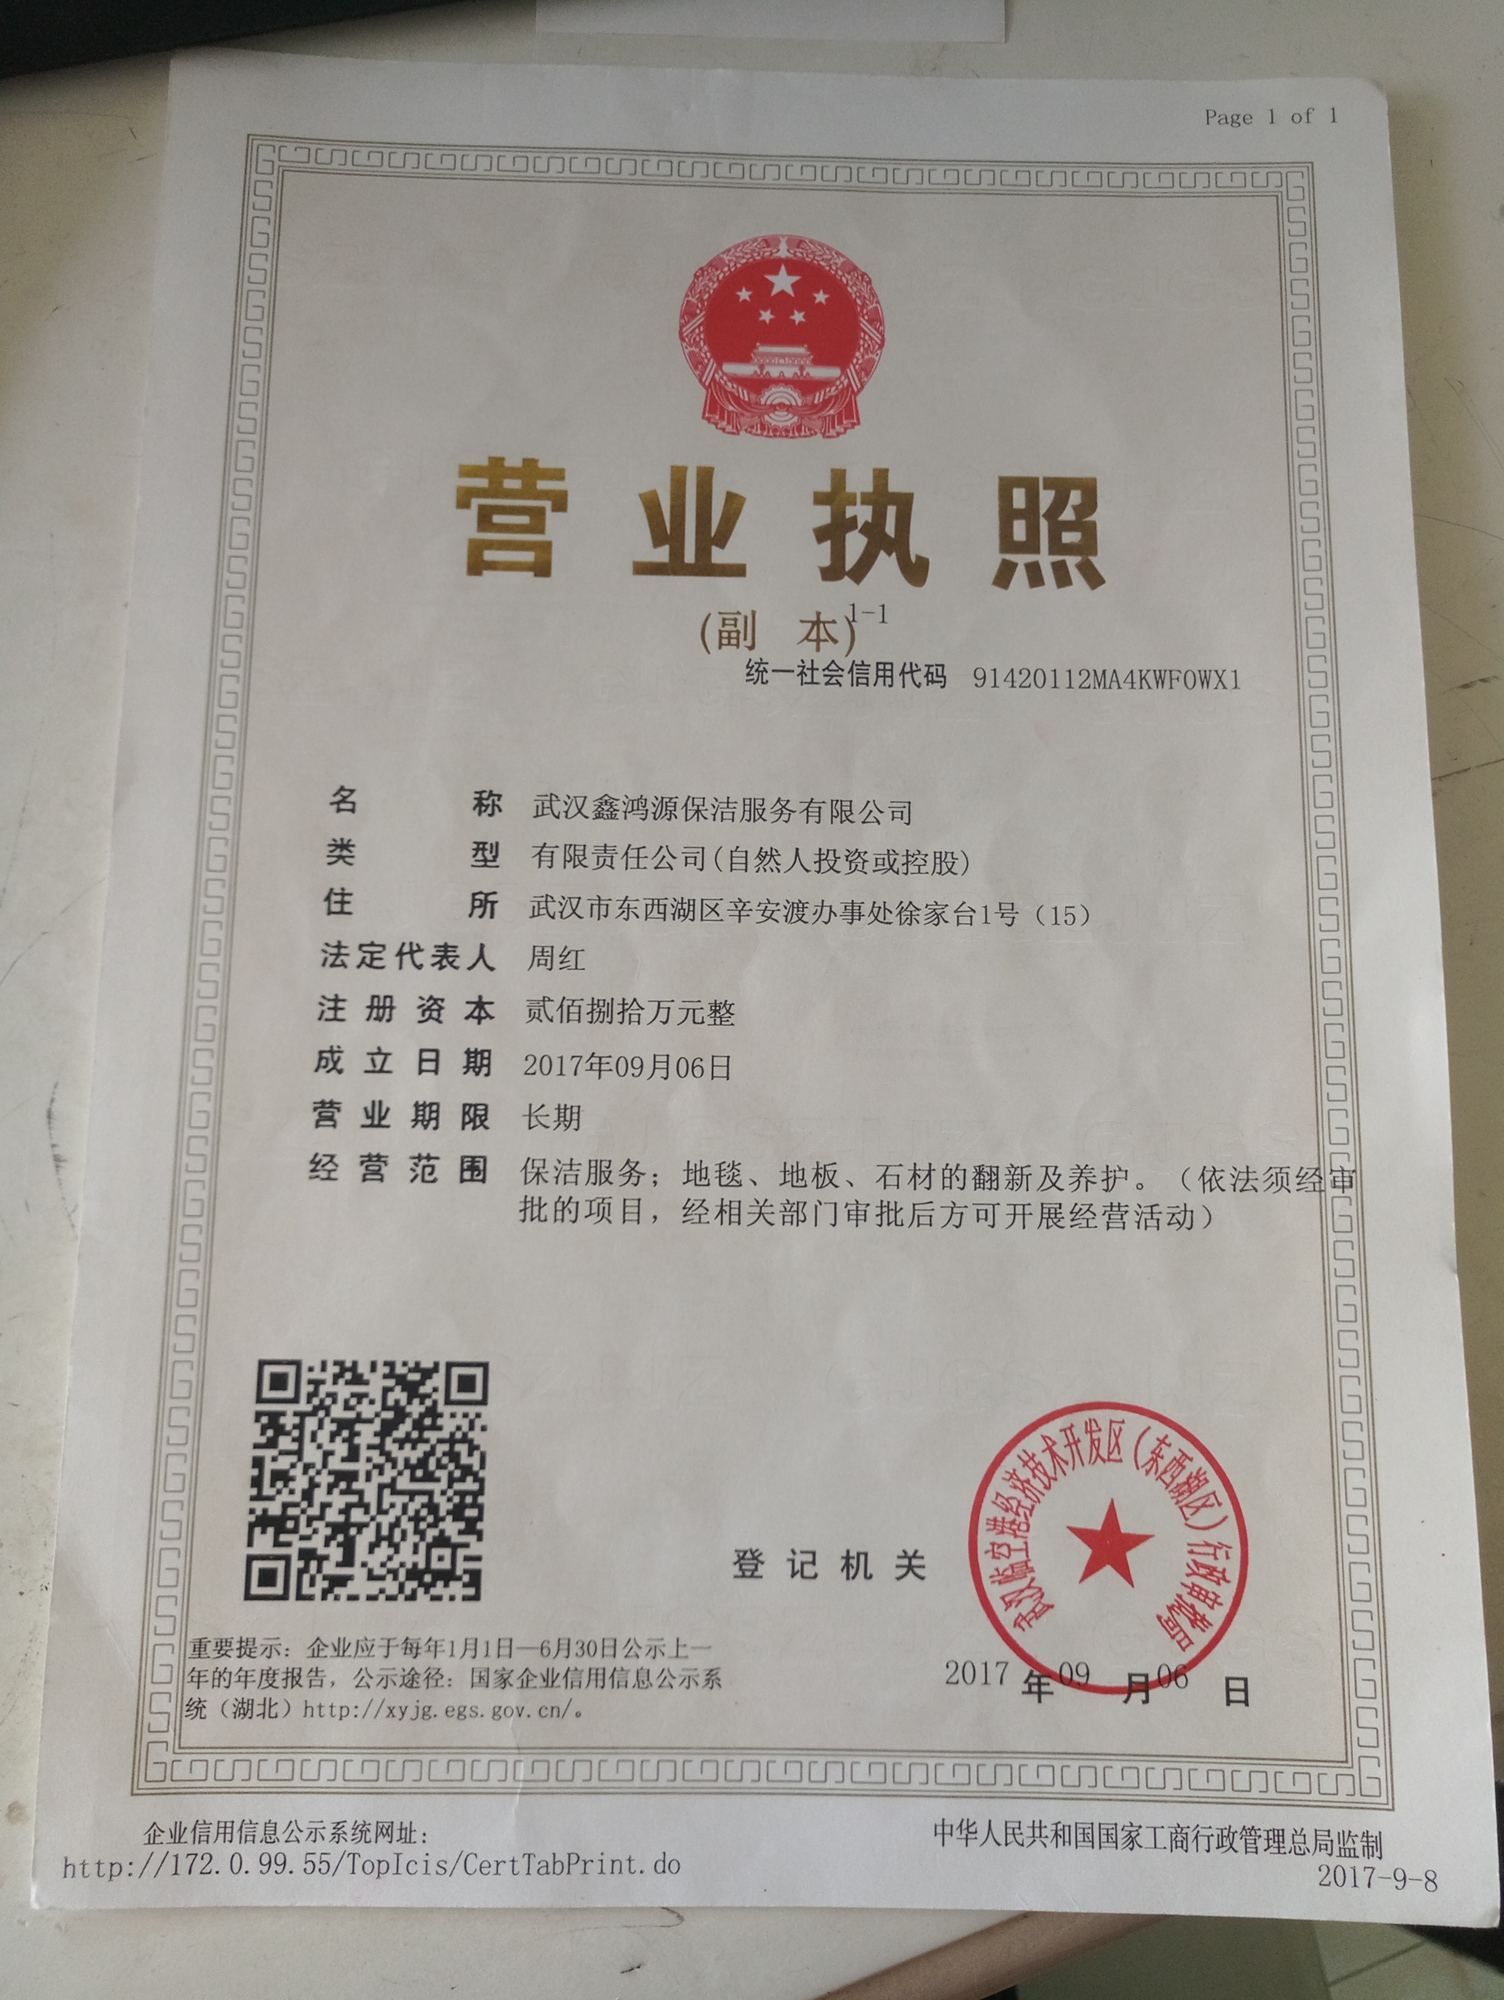 Page 1 of 1
营业执照
(副 本) 1-1
统一社会信用代码 91420112MA4KWF0WX1
名 称 武汉鑫鸿源保洁服务有限公司
类 型 有限责任公司(自然人投资或控股)
住 所 武汉市东西湖区辛安渡办事处徐家台1号（15）
法定代表人 周红
注册资本 贰佰捌拾万元整
成立日期 2017年09月06日
营业期限 长期
经营范围 保洁服务；地毯、地板、石材的翻新及养护。（依法须经审
批的项目，经相关部门审批后方可开展经营活动）
武汉临空港经济技术开发区（东西湖区）行政审批局
登记机关
2017 年 09 月 06 日
重要提示：企业应于每年1月1日—6月30日公示上一
年的年度报告，公示途径：国家企业信用信息公示系
统（湖北）http://xyjg.egs.gov.cn/。
企业信用信息公示系统网址：
中华人民共和国国家工商行政管理总局监制
http://172.0.99.55/TopIcis/CertTabPrint.do
2017-9-8